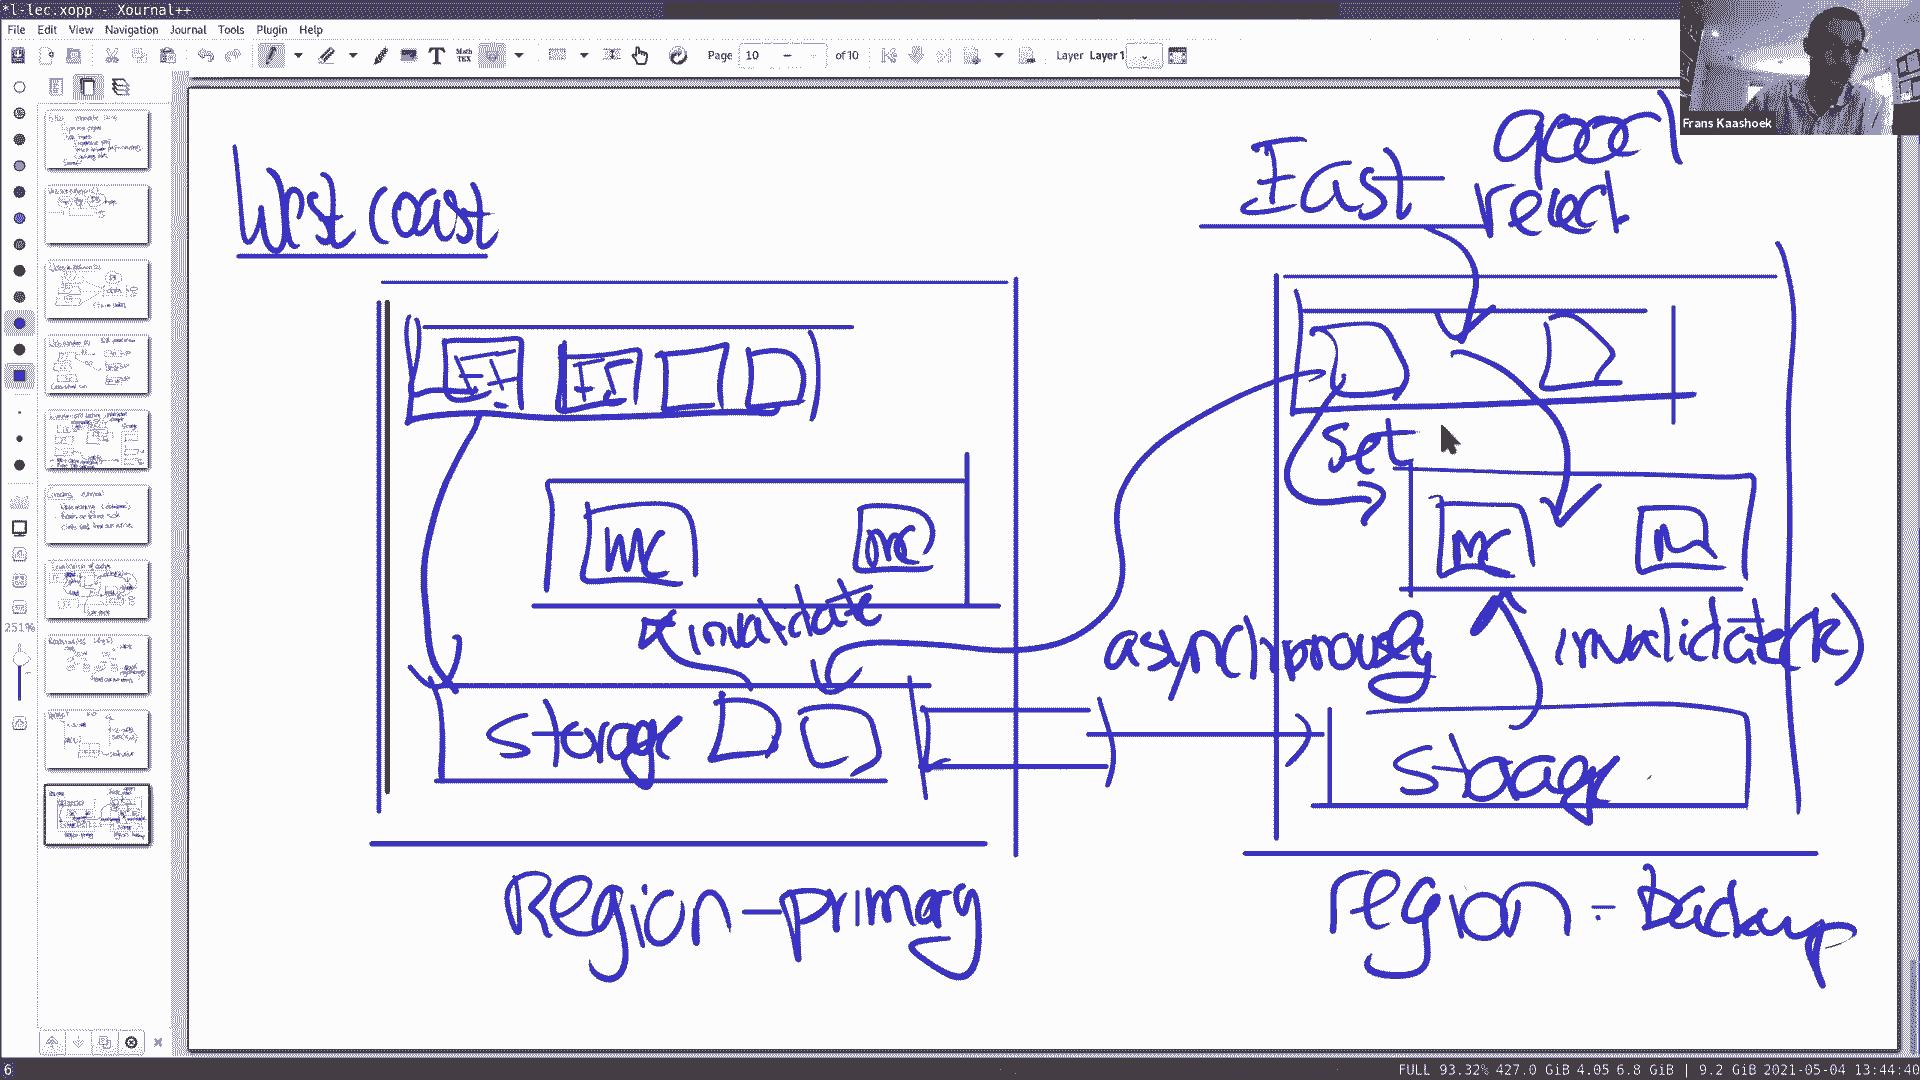 *l-lec.xopp - Xournal++
File Edit View Navigation Journal Tools Plugin Help
Page 10 of 10 Layer Layer 1
Frans Kaashoek
251%
West coast
East
good
FE FE
set
mc mc
mc m
invalidate
asynchronously
invalidate(k)
storage
storage
Region-primary
region - backup
6
FULL 93.32% 427.0 GiB 4.05 6.8 GiB | 9.2 GiB 2021-05-04 13:44:40